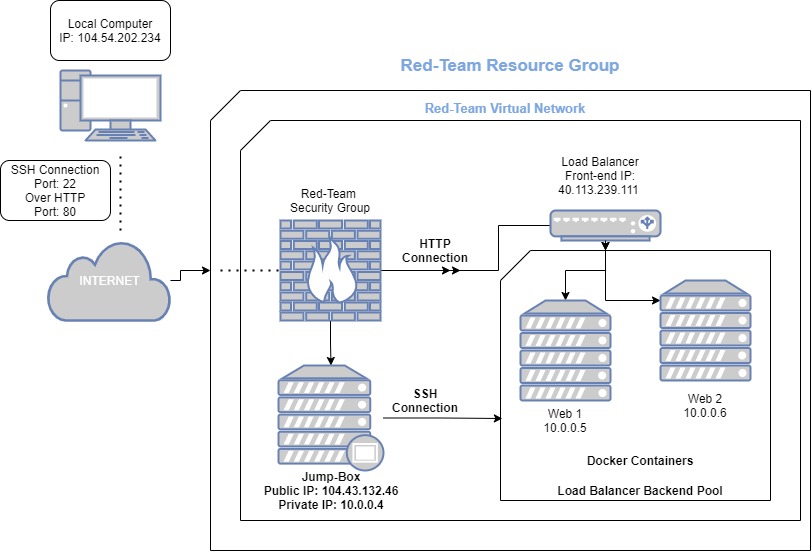 Local Computer
IP: 104.54.202.234
Red-Team Resource Group
Red-Team Virtual Network
SSH Connection
Port: 22
Over HTTP
Port: 80
INTERNET
Red-Team
Security Group
Load Balancer
Front-end IP:
40.113.239.111
HTTP
Connection
SSH
Connection
Jump-Box
Public IP: 104.43.132.46
Private IP: 10.0.0.4
Web 1
10.0.0.5
Web 2
10.0.0.6
Docker Containers
Load Balancer Backend Pool